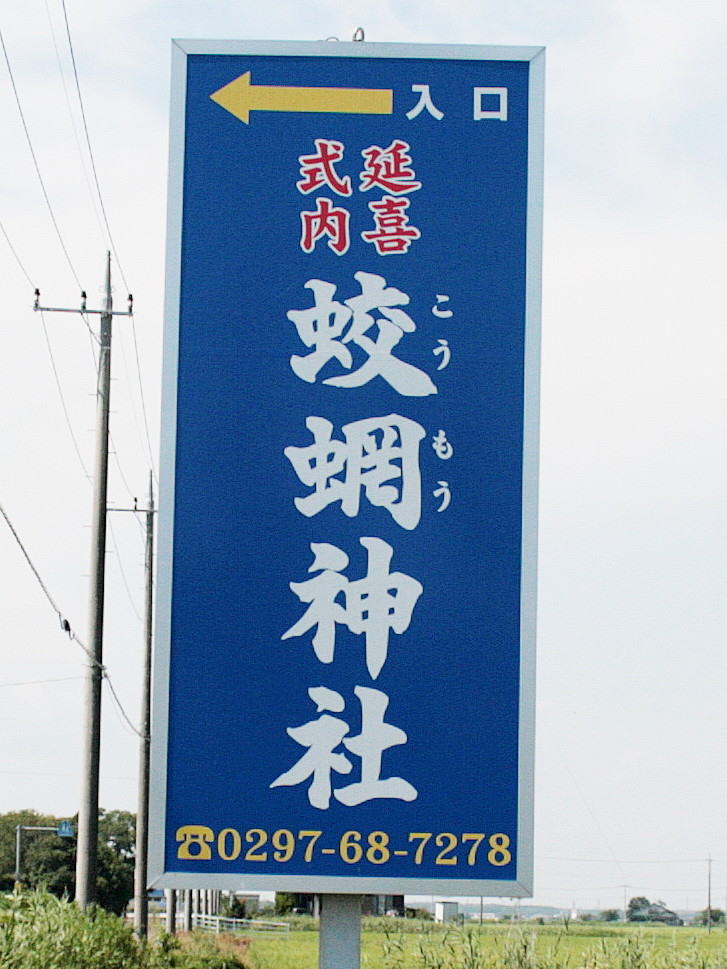 入口
延喜
式内
蛟蝄神社
こうもう
☎0297-68-7278